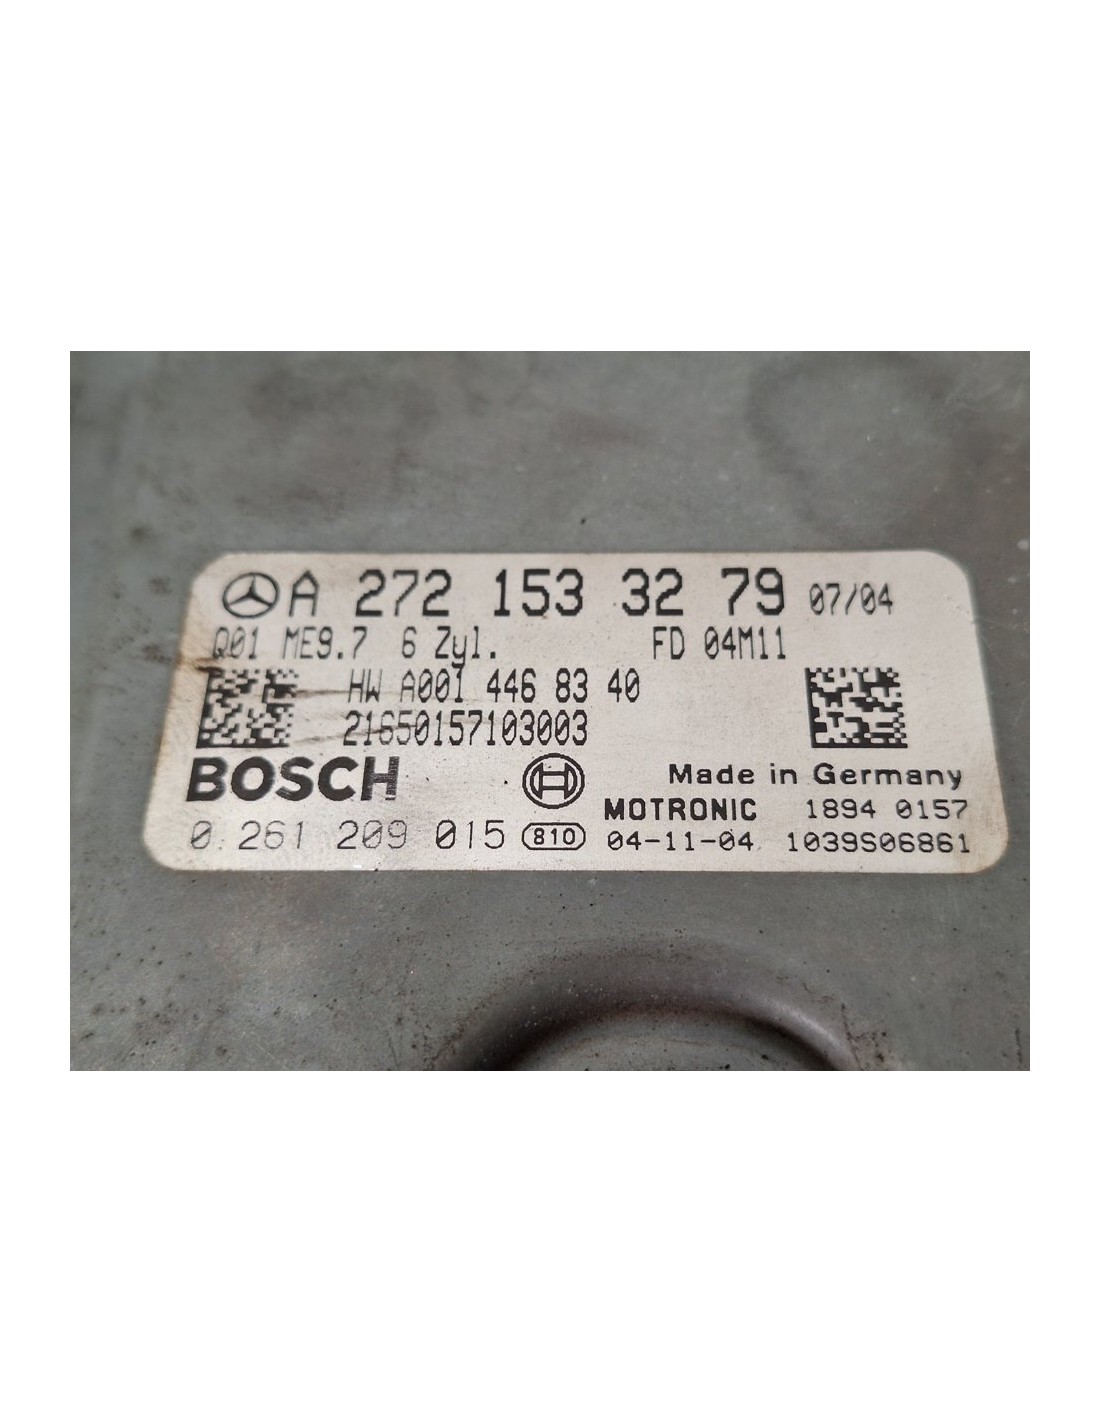 A 272 153 32 79 07/04
Q01 ME9.7 6 Zyl. FD 04M11
HW A001 446 83 40
21650157103003
BOSCH
Made in Germany
MOTRONIC 1894 0157
0 261 209 015 810 04-11-04 1039S06861